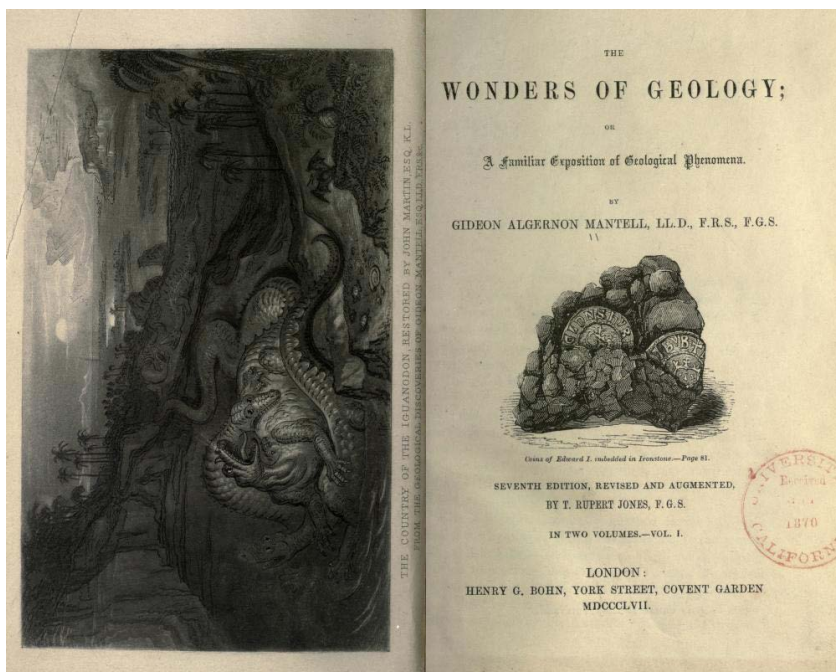 THE COUNTRY OF THE IGUANODON, RESTORED BY JOHN MARTIN, ESQ. K.L.
FROM THE GEOLOGICAL DISCOVERIES OF GIDEON MANTELL, ESQ. LLD. F.R.S. &c.
THE
WONDERS OF GEOLOGY;
OR
A Familiar Exposition of Geological Phenomena.
BY
GIDEON ALGERNON MANTELL, LL.D., F.R.S., F.G.S.
Coins of Edward I. embedded in Ironstone.—Page 81.
SEVENTH EDITION, REVISED AND AUGMENTED,
BY T. RUPERT JONES, F.G.S.
IN TWO VOLUMES.—VOL. I.
LONDON:
HENRY G. BOHN, YORK STREET, COVENT GARDEN
MDCCCLVII.
UNIVERSITY
Received
1870
CALIFORNIA